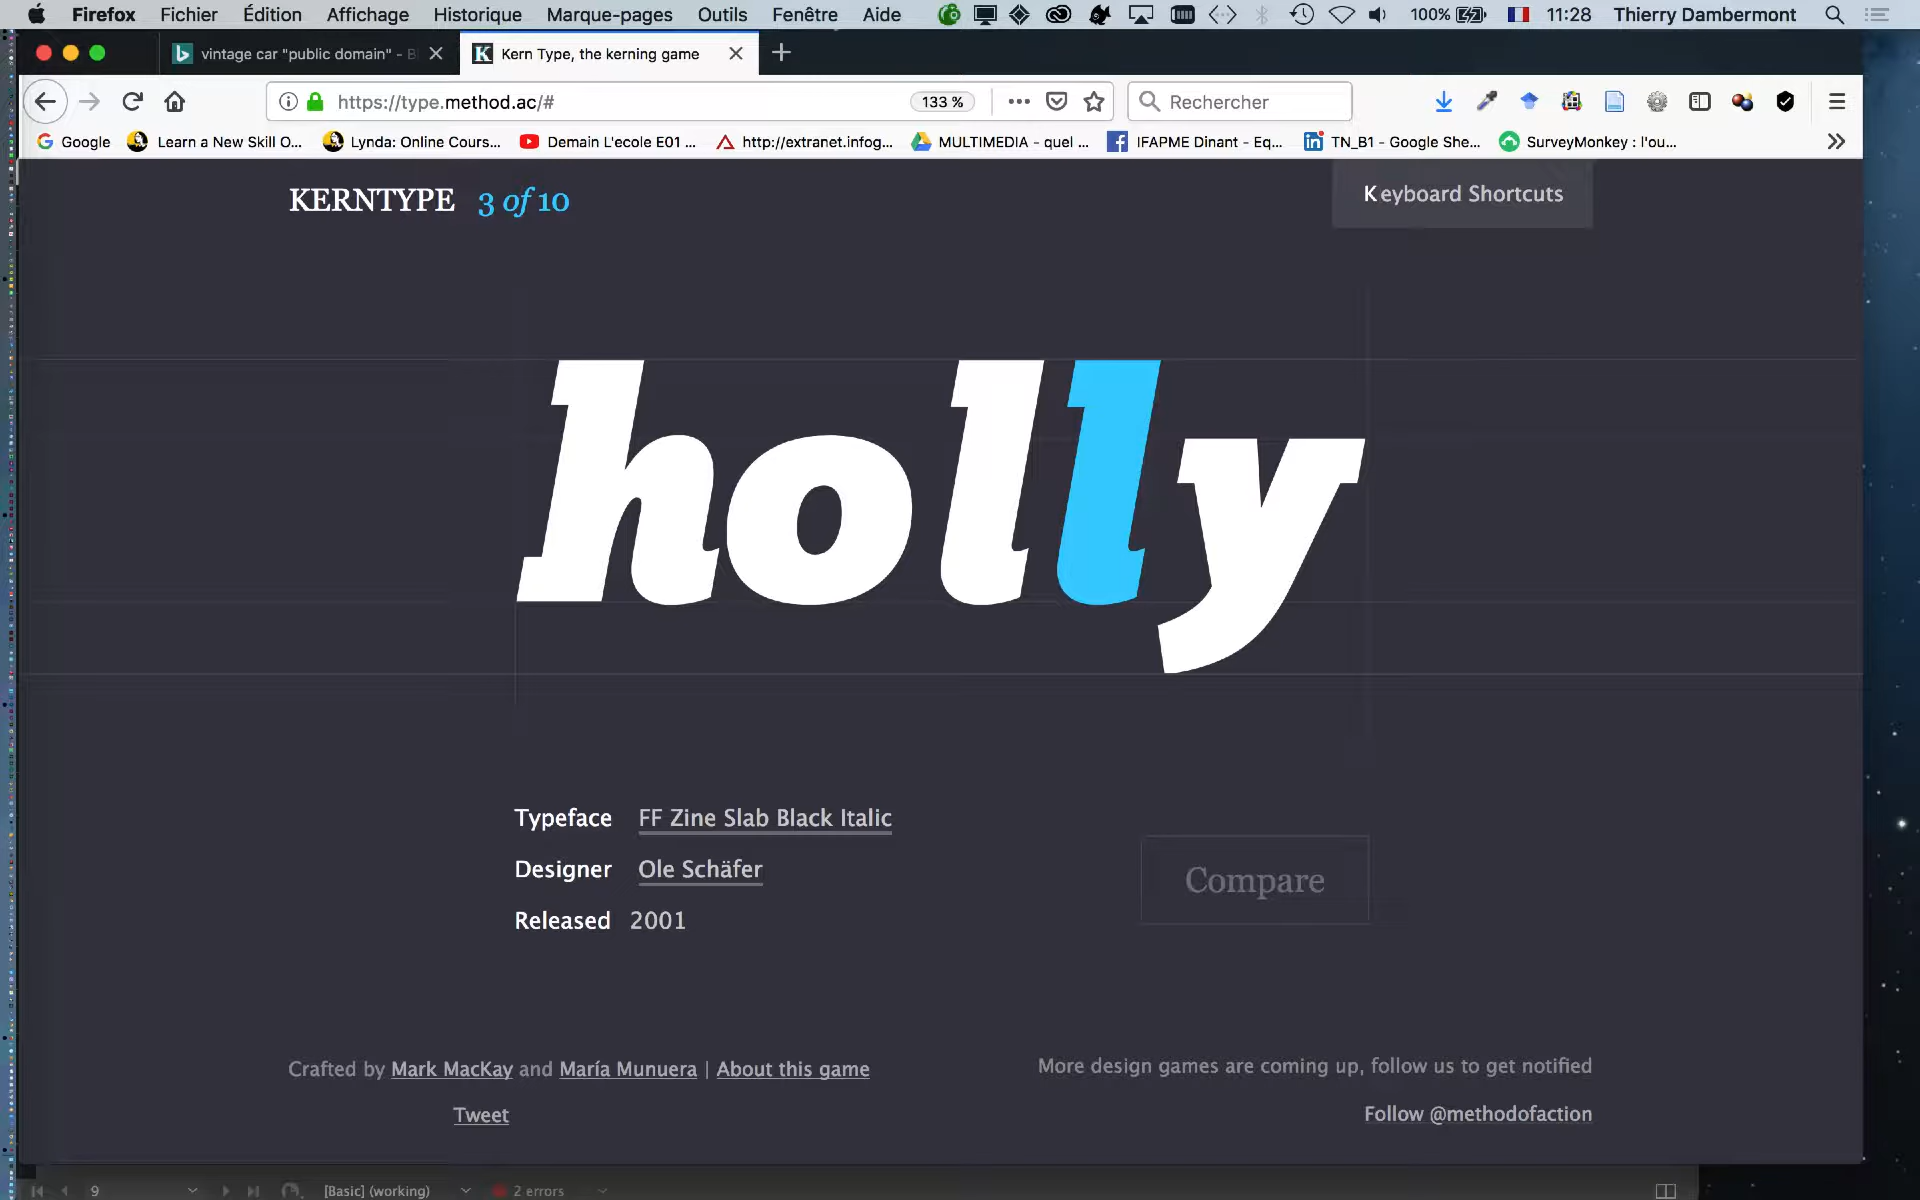 Firefox Fichier Édition Affichage Historique Marque-pages Outils Fenêtre Aide 100% 11:28 Thierry Dambermont
vintage car "public domain" - B Kern Type, the kerning game
https://type.method.ac/# 133 % Rechercher
Google Learn a New Skill O... Lynda: Online Cours... Demain L'ecole E01 ... http://extranet.infog... MULTIMEDIA - quel ... IFAPME Dinant - Eq... TN_B1 - Google She... SurveyMonkey : l'ou...
KERNTYPE 3 of 10 Keyboard Shortcuts
holly
Typeface FF Zine Slab Black Italic
Designer Ole Schäfer
Released 2001
Compare
Crafted by Mark MacKay and María Munuera | About this game
More design games are coming up, follow us to get notified
Tweet
Follow @methodofaction
9 [Basic] (working) 2 errors